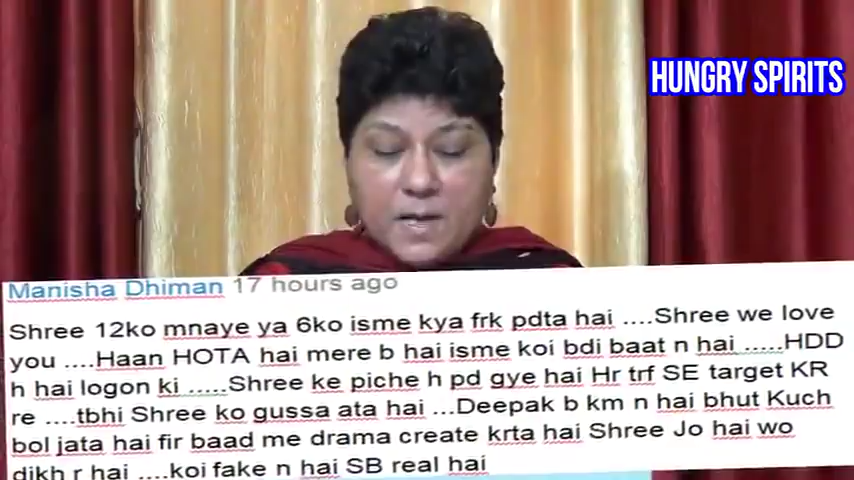 HUNGRY SPIRITS
Manisha Dhiman 17 hours ago
Shree 12ko mnaye ya 6ko isme kya frk pdta hai ....Shree we love
you ....Haan HOTA hai mere b hai isme koi bdi baat n hai .....HDD
h hai logon ki .....Shree ke piche h pd gye hai Hr trf SE target KR
re ....tbhi Shree ko gussa ata hai ...Deepak b km n hai bhut Kuch
bol jata hai fir baad me drama create krta hai Shree Jo hai wo
dikh r hai ....koi fake n hai SB real hai